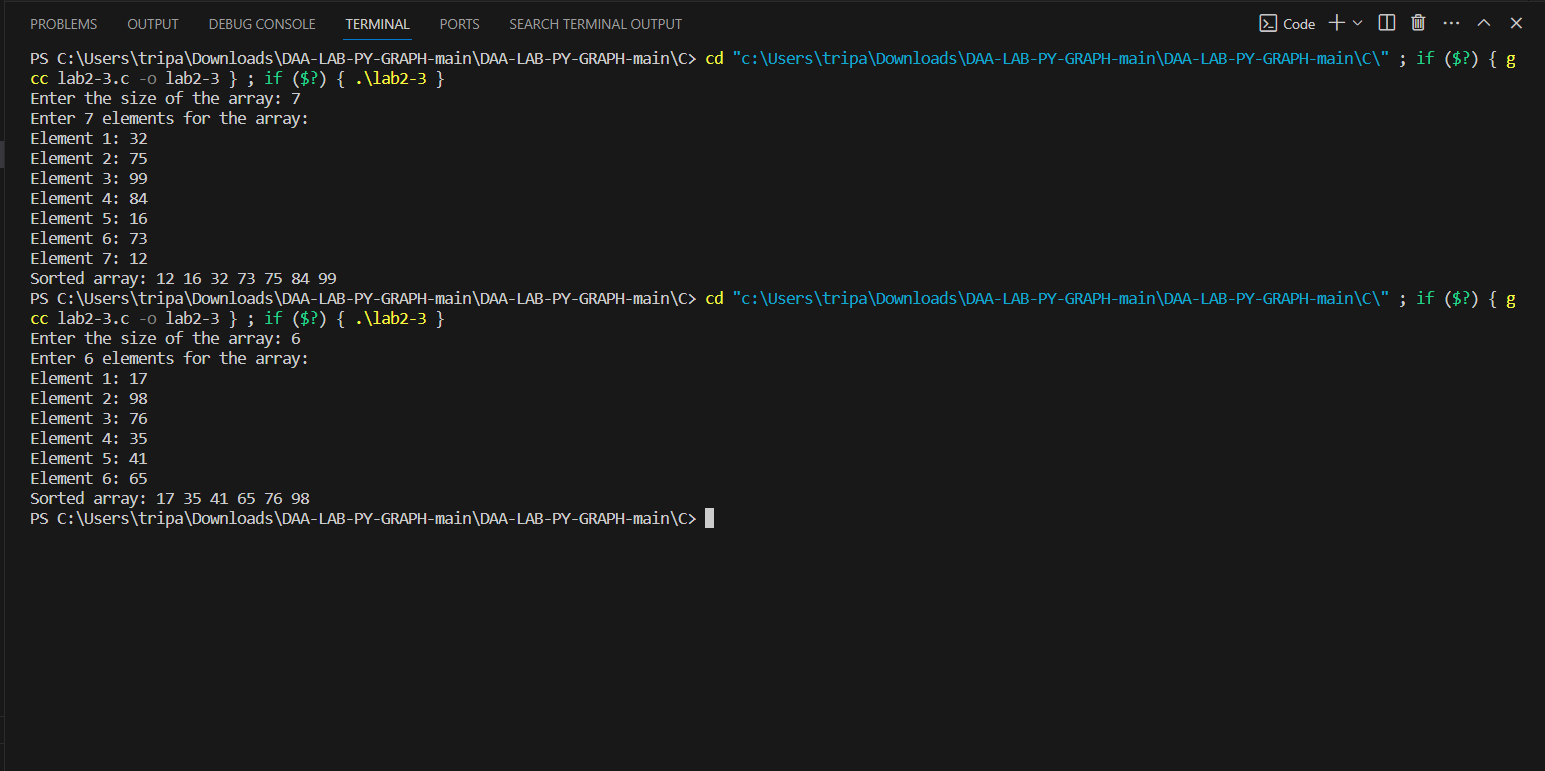 PROBLEMS OUTPUT DEBUG CONSOLE TERMINAL PORTS SEARCH TERMINAL OUTPUT Code
PS C:\Users\tripa\Downloads\DAA-LAB-PY-GRAPH-main\DAA-LAB-PY-GRAPH-main\C> cd "c:\Users\tripa\Downloads\DAA-LAB-PY-GRAPH-main\DAA-LAB-PY-GRAPH-main\C\" ; if ($?) { g
cc lab2-3.c -o lab2-3 } ; if ($?) { .\lab2-3 }
Enter the size of the array: 7
Enter 7 elements for the array:
Element 1: 32
Element 2: 75
Element 3: 99
Element 4: 84
Element 5: 16
Element 6: 73
Element 7: 12
Sorted array: 12 16 32 73 75 84 99
PS C:\Users\tripa\Downloads\DAA-LAB-PY-GRAPH-main\DAA-LAB-PY-GRAPH-main\C> cd "c:\Users\tripa\Downloads\DAA-LAB-PY-GRAPH-main\DAA-LAB-PY-GRAPH-main\C\" ; if ($?) { g
cc lab2-3.c -o lab2-3 } ; if ($?) { .\lab2-3 }
Enter the size of the array: 6
Enter 6 elements for the array:
Element 1: 17
Element 2: 98
Element 3: 76
Element 4: 35
Element 5: 41
Element 6: 65
Sorted array: 17 35 41 65 76 98
PS C:\Users\tripa\Downloads\DAA-LAB-PY-GRAPH-main\DAA-LAB-PY-GRAPH-main\C>